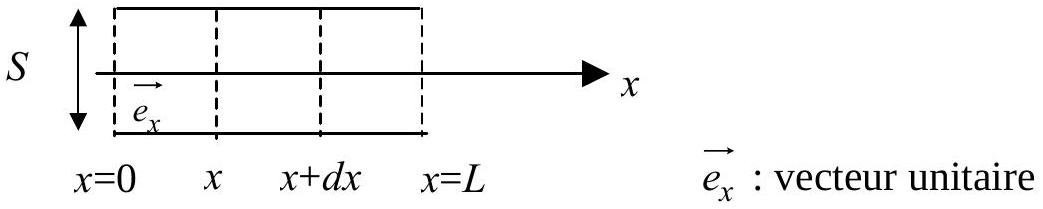 S
x
e_x
x=0 x x+dx x=L
e_x : vecteur unitaire